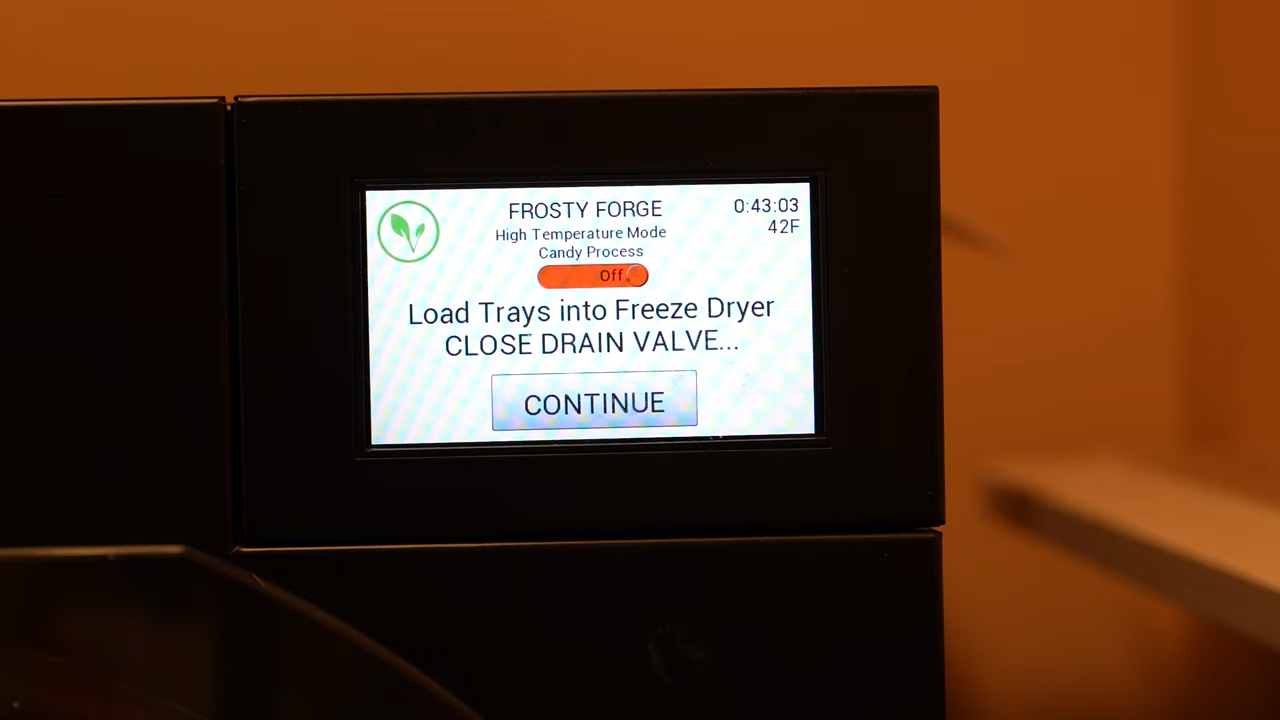 FROSTY FORGE
0:43:03
High Temperature Mode
42F
Candy Process
Off
Load Trays into Freeze Dryer
CLOSE DRAIN VALVE...
CONTINUE